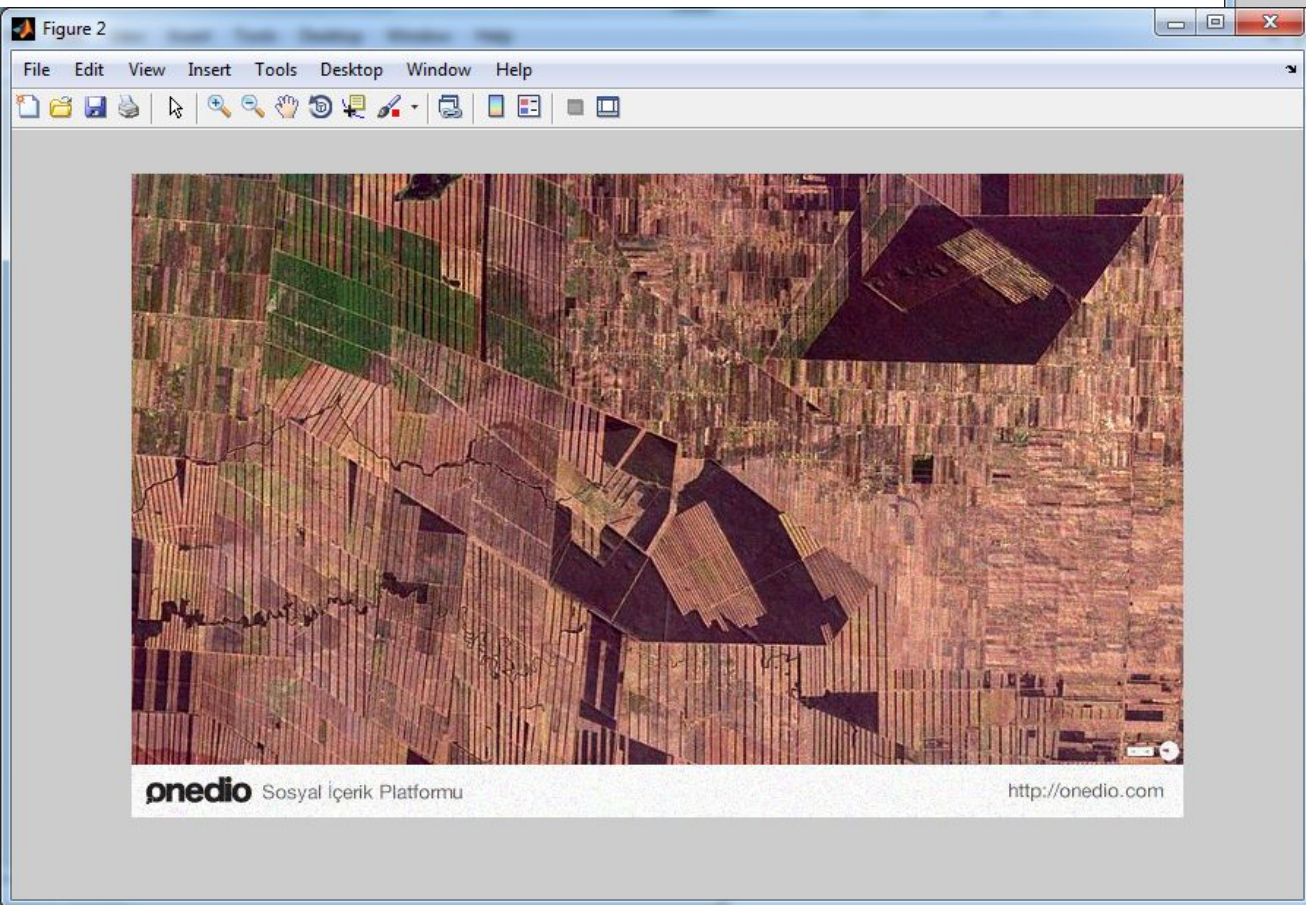 Figure 2
File Edit View Insert Tools Desktop Window Help
onedio Sosyal İçerik Platformu
http://onedio.com